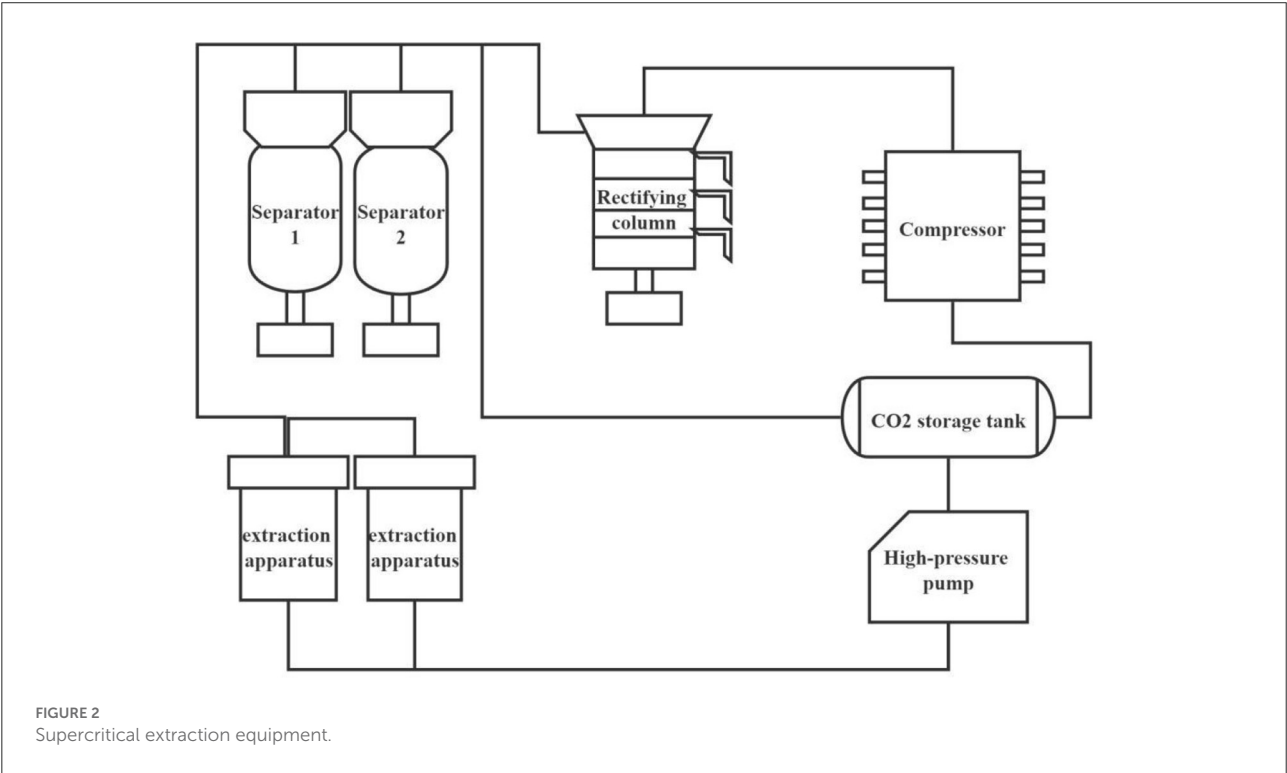 Separator
1
Separator
2
Rectifying
column
Compressor
CO2 storage tank
extraction
apparatus
extraction
apparatus
High-pressure
pump
FIGURE 2
Supercritical extraction equipment.